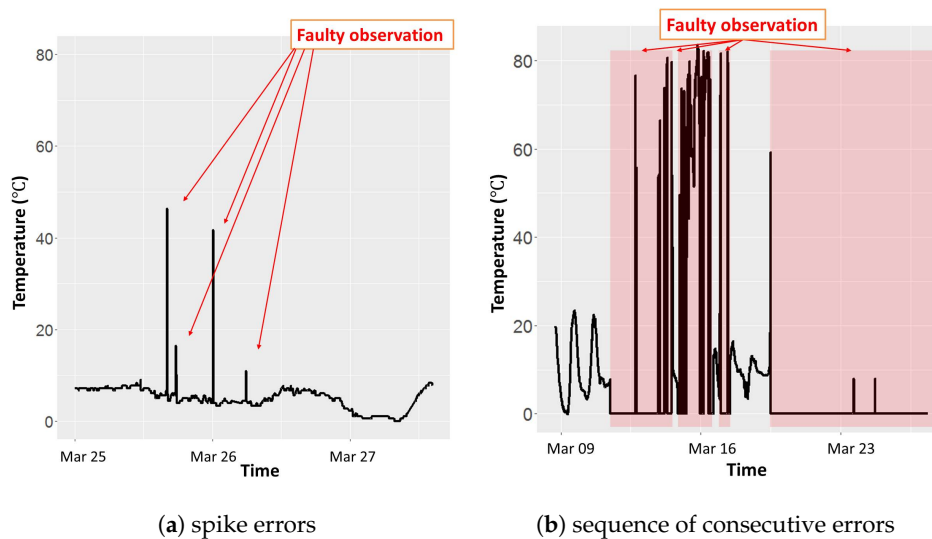 Faulty observation
80
60
40
20
0
Temperature (°C)
Mar 25
Mar 26
Mar 27
Time
(a) spike errors
Faulty observation
80
60
40
20
0
Temperature (°C)
Mar 09
Mar 16
Mar 23
Time
(b) sequence of consecutive errors